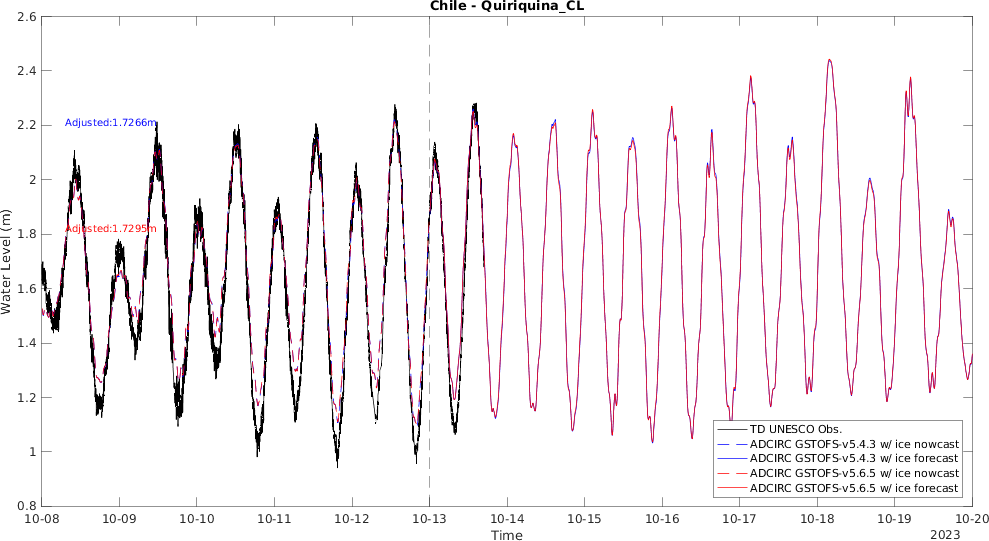 Chile - Quiriquina_CL
2.6
2.4
2.2
2
1.8
1.6
1.4
1.2
1
0.8
Water Level (m)
Adjusted:1.7266m
Adjusted:1.7295m
TD UNESCO Obs.
ADCIRC GSTOFS-v5.4.3 w/ ice nowcast
ADCIRC GSTOFS-v5.4.3 w/ ice forecast
ADCIRC GSTOFS-v5.6.5 w/ ice nowcast
ADCIRC GSTOFS-v5.6.5 w/ ice forecast
10-08 10-09 10-10 10-11 10-12 10-13 10-14 10-15 10-16 10-17 10-18 10-19 10-20
Time
2023